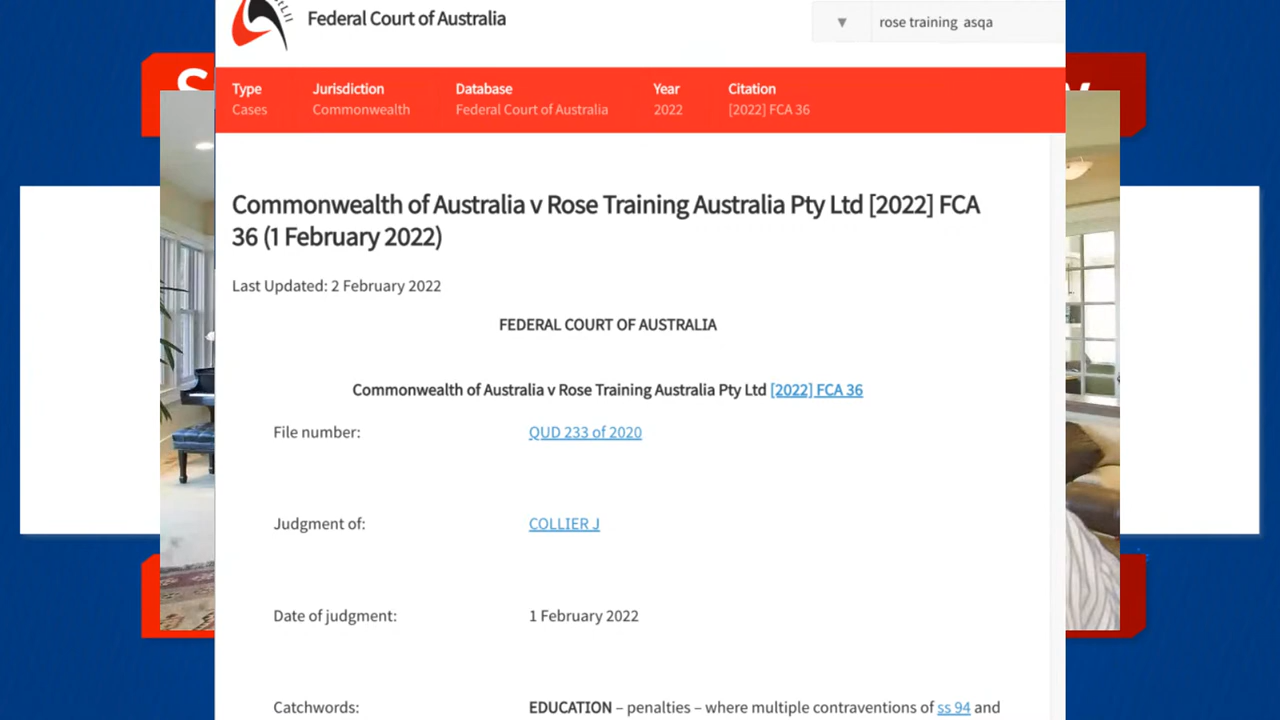 Federal Court of Australia
rose training asqa
Type Jurisdiction Database Year Citation
Cases Commonwealth Federal Court of Australia 2022 [2022] FCA 36
Commonwealth of Australia v Rose Training Australia Pty Ltd [2022] FCA
36 (1 February 2022)
Last Updated: 2 February 2022
FEDERAL COURT OF AUSTRALIA
Commonwealth of Australia v Rose Training Australia Pty Ltd [2022] FCA 36
File number: QUD 233 of 2020
Judgment of: COLLIER J
Date of judgment: 1 February 2022
Catchwords: EDUCATION – penalties – where multiple contraventions of ss 94 and